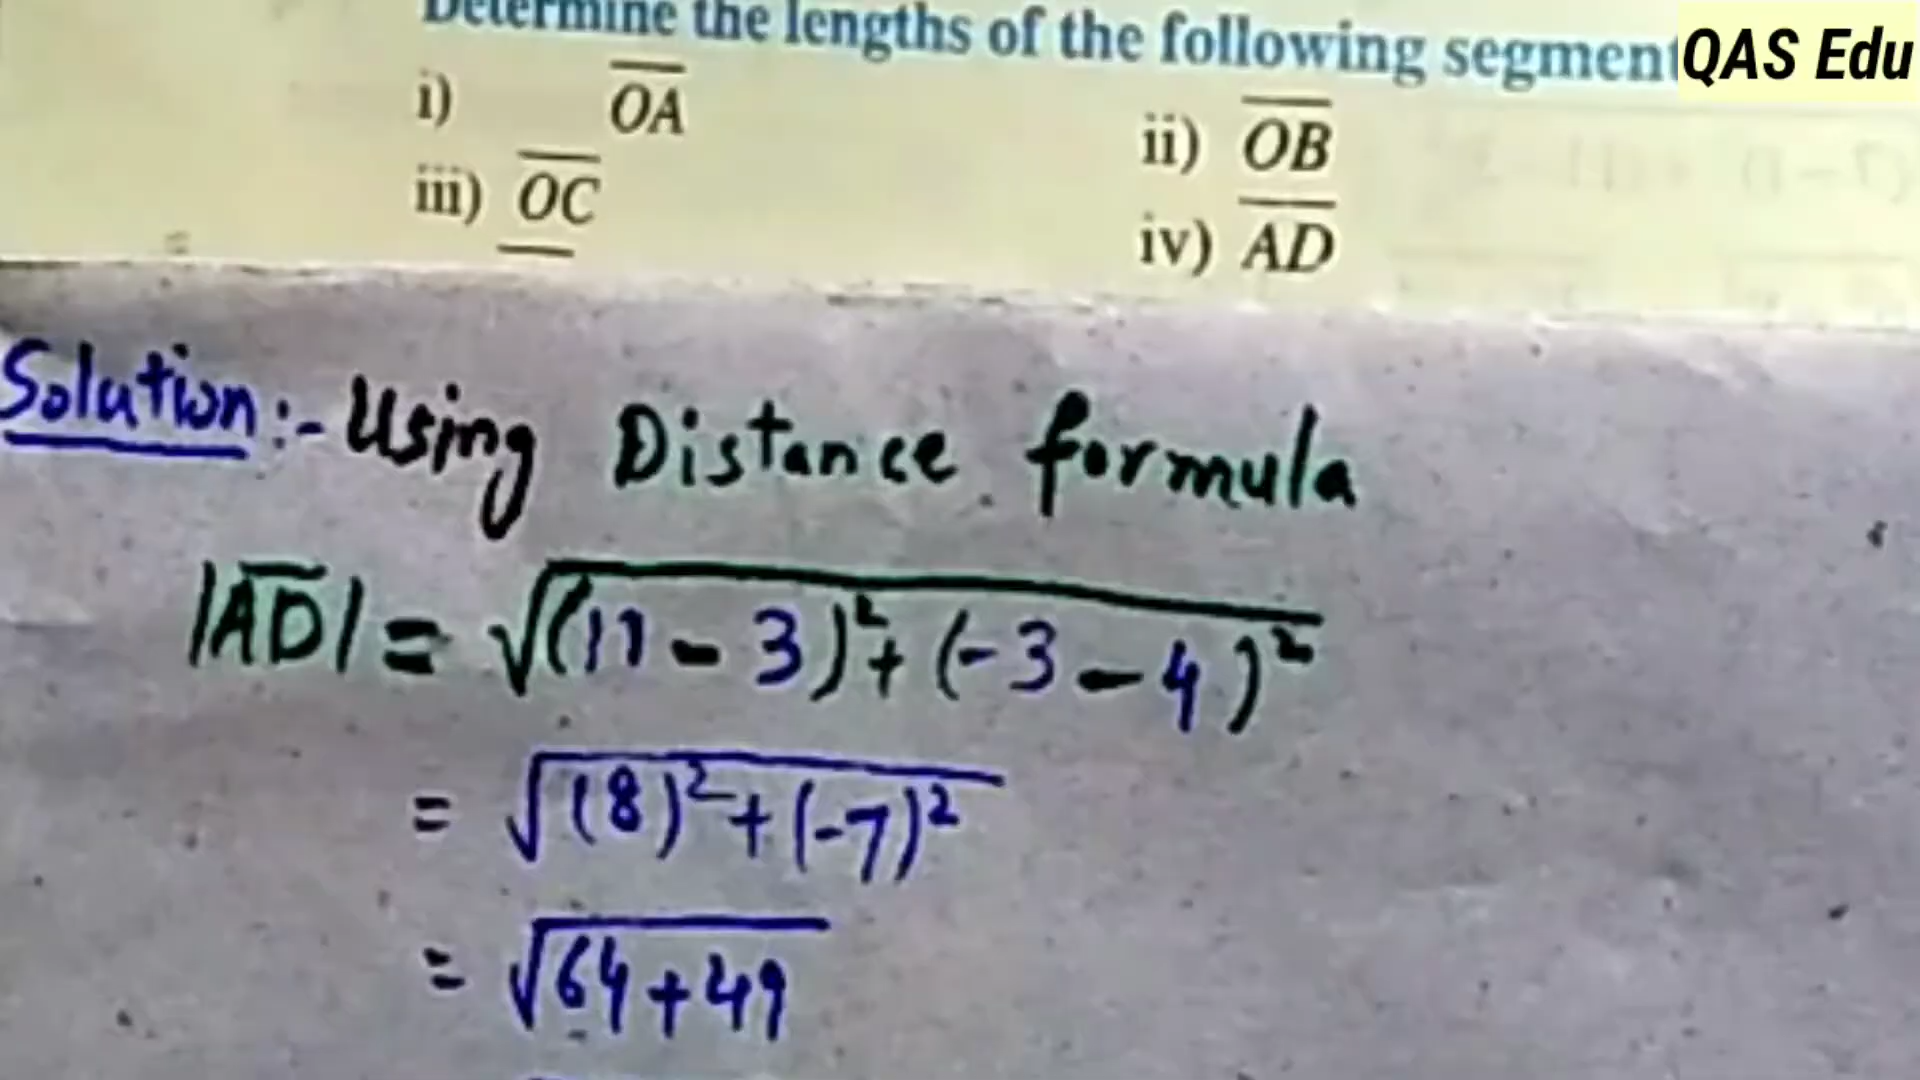 Determine the lengths of the following segment
QAS Edu
i) OA
ii) OB
iii) OC
iv) AD
Solution:- Using Distance formula
|AD| = √(11 - 3)² + (-3 - 4)²
= √(8)² + (-7)²
= √64 + 49